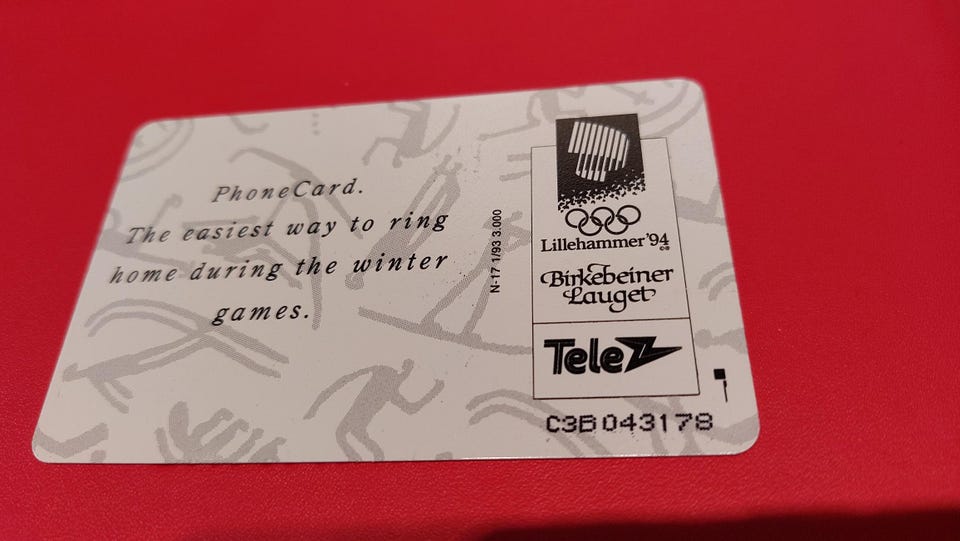 PhoneCard.
The easiest way to ring
home during the winter
games.
N-17 1/93 3.000
Lillehammer'94
Birkebeiner
Lauget
Tele
C3B043178